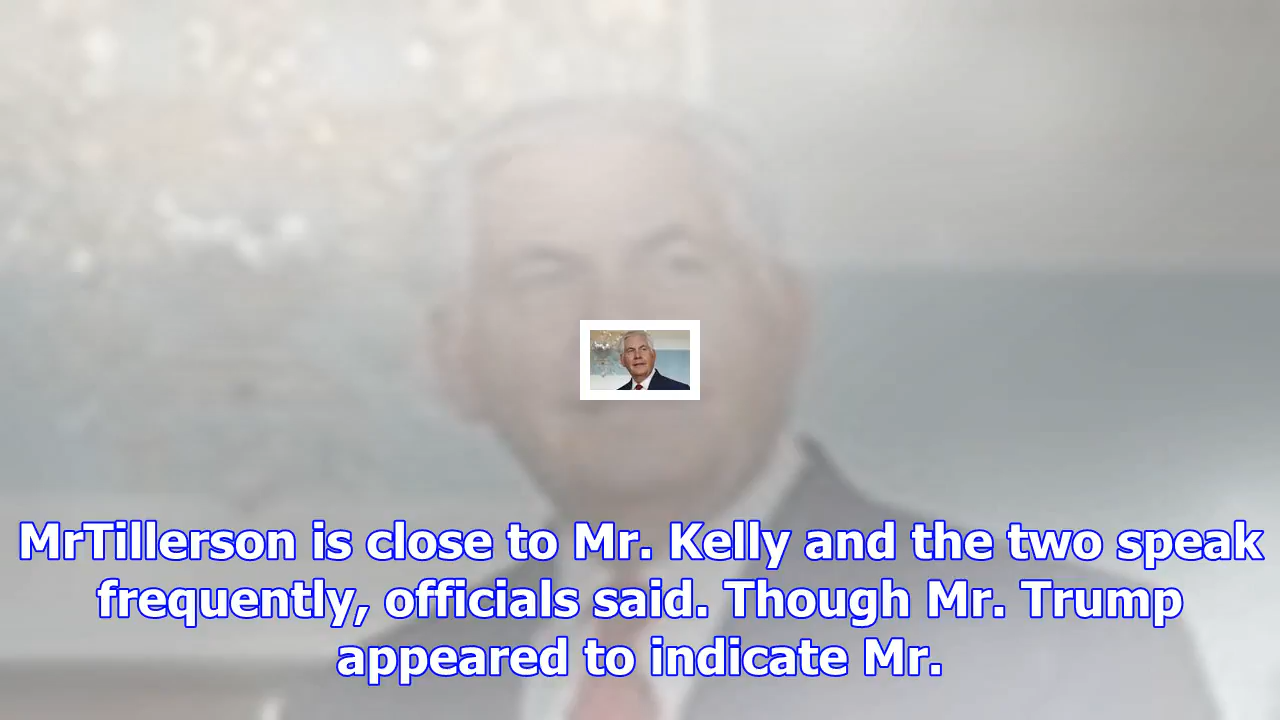 MrTillerson is close to Mr. Kelly and the two speak
frequently, officials said. Though Mr. Trump
appeared to indicate Mr.